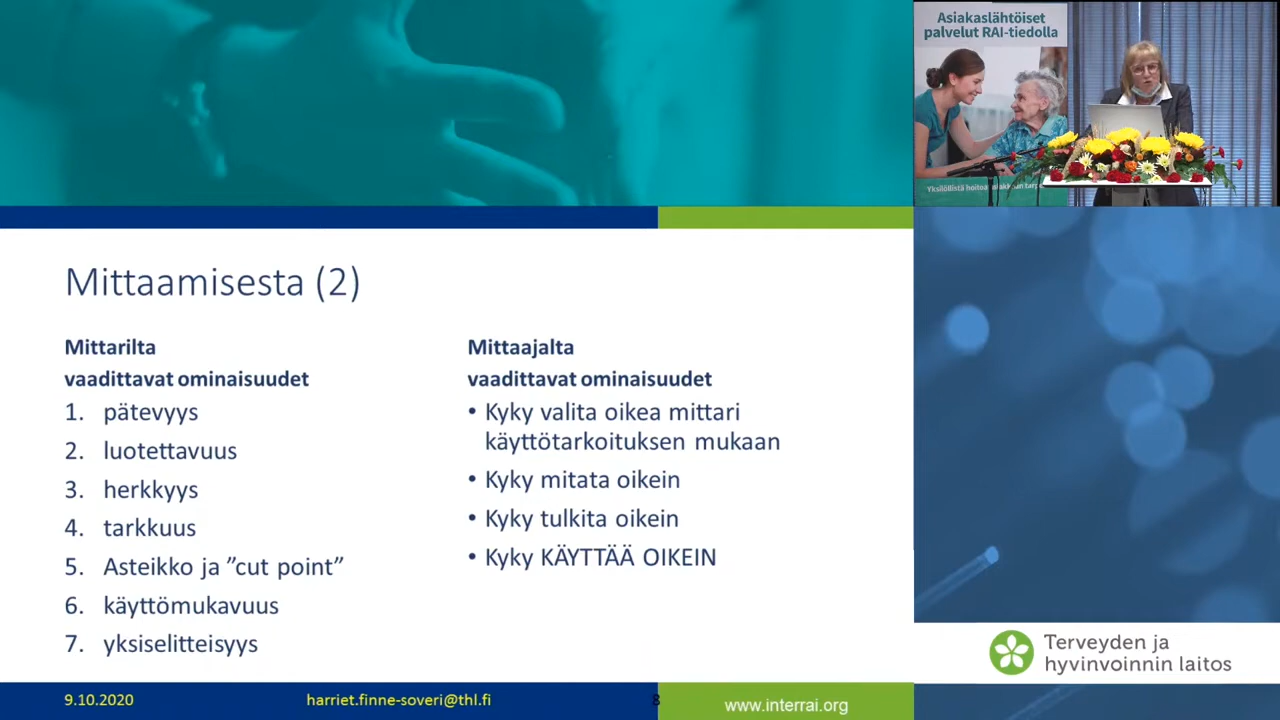 Asiakaslähtöiset
palvelut RAI-tiedolla
Yksilöllistä hoitoa
Mittaamisesta (2)
Mittarilta
vaadittavat ominaisuudet
1. pätevyys
2. luotettavuus
3. herkkyys
4. tarkkuus
5. Asteikko ja ”cut point”
6. käyttömukavuus
7. yksiselitteisyys
Mittaajalta
vaadittavat ominaisuudet
• Kyky valita oikea mittari
käyttötarkoituksen mukaan
• Kyky mitata oikein
• Kyky tulkita oikein
• Kyky KÄYTTÄÄ OIKEIN
Terveyden ja
hyvinvoinnin laitos
9.10.2020
harriet.finne-soveri@thl.fi
8
www.interrai.org